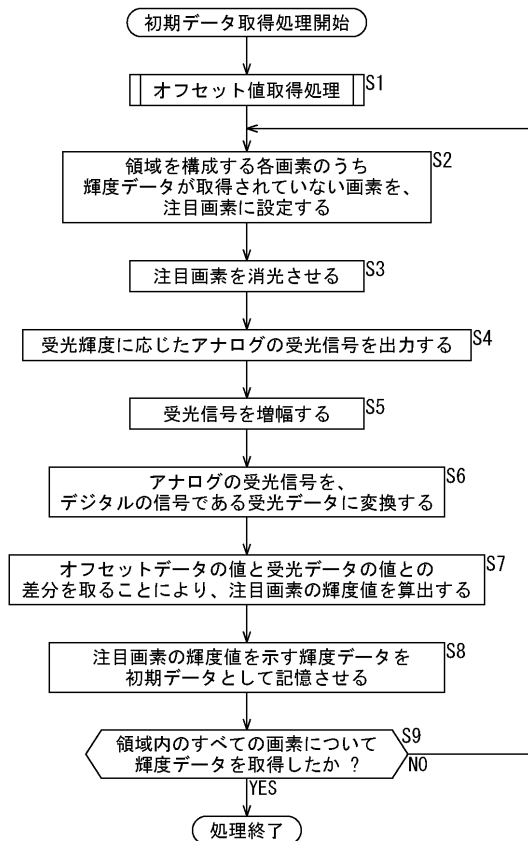 初期データ取得処理開始
オフセット値取得処理
S1
領域を構成する各画素のうち
輝度データが取得されていない画素を、
注目画素に設定する
S2
注目画素を消光させる
S3
受光輝度に応じたアナログの受光信号を出力する
S4
受光信号を増幅する
S5
アナログの受光信号を、
デジタルの信号である受光データに変換する
S6
オフセットデータの値と受光データの値との
差分を取ることにより、注目画素の輝度値を算出する
S7
注目画素の輝度値を示す輝度データを
初期データとして記憶させる
S8
領域内のすべての画素について
輝度データを取得したか ?
S9
NO
YES
処理終了